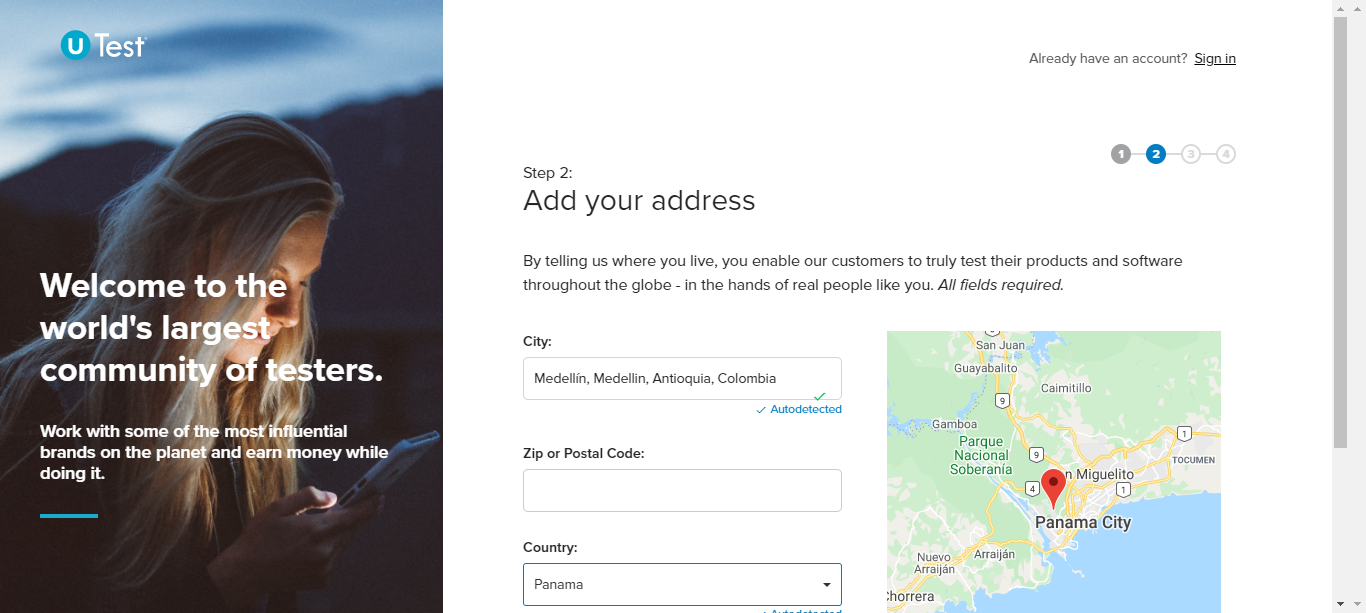 U Test
Already have an account? Sign in
1 2 3 4
Step 2:
Add your address
By telling us where you live, you enable our customers to truly test their products and software
throughout the globe - in the hands of real people like you. All fields required.
Welcome to the
world's largest
community of testers.
Work with some of the most influential
brands on the planet and earn money while
doing it.
City:
Medellín, Medellin, Antioquia, Colombia
Autodetected
Zip or Postal Code:
Country:
Panama
Autodetected
San Juan
Guayabalito
Caimitillo
9
Gamboa
1
Parque
Nacional
Soberanía
9
TOCUMEN
n Miguelito
4
1
Panama City
Nuevo
Arraiján
Arraiján
Chorrera